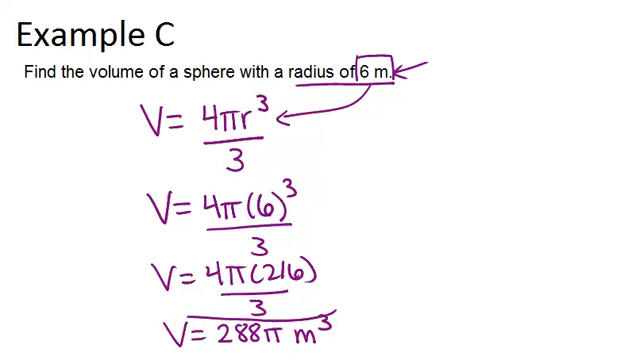 Example C
Find the volume of a sphere with a radius of 6 m.
V = 4πr³ / 3
V = 4π(6)³ / 3
V = 4π(216) / 3
V = 288π m³